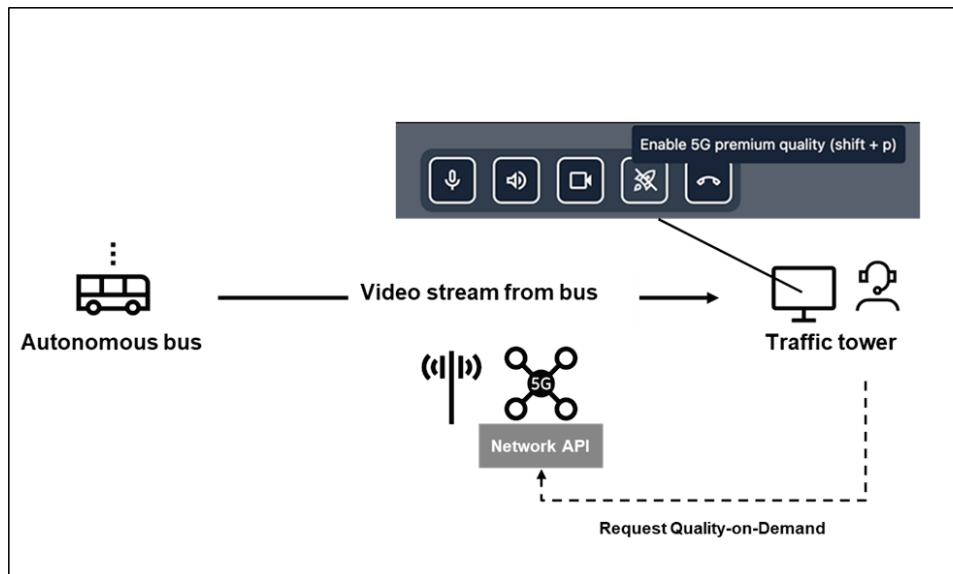 Enable 5G premium quality (shift + p)
Video stream from bus
Autonomous bus
Traffic tower
5G
Network API
Request Quality-on-Demand